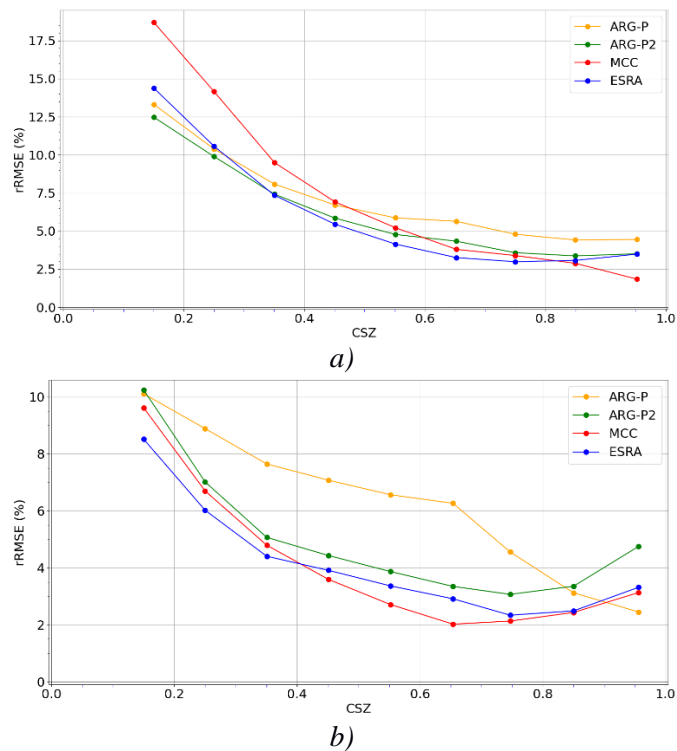 17.5
15.0
12.5
10.0
7.5
5.0
2.5
0.0
rRMSE (%)
0.0 0.2 0.4 0.6 0.8 1.0
CSZ
ARG-P
ARG-P2
MCC
ESRA
a)
10
8
6
4
2
0
rRMSE (%)
0.0 0.2 0.4 0.6 0.8 1.0
CSZ
ARG-P
ARG-P2
MCC
ESRA
b)